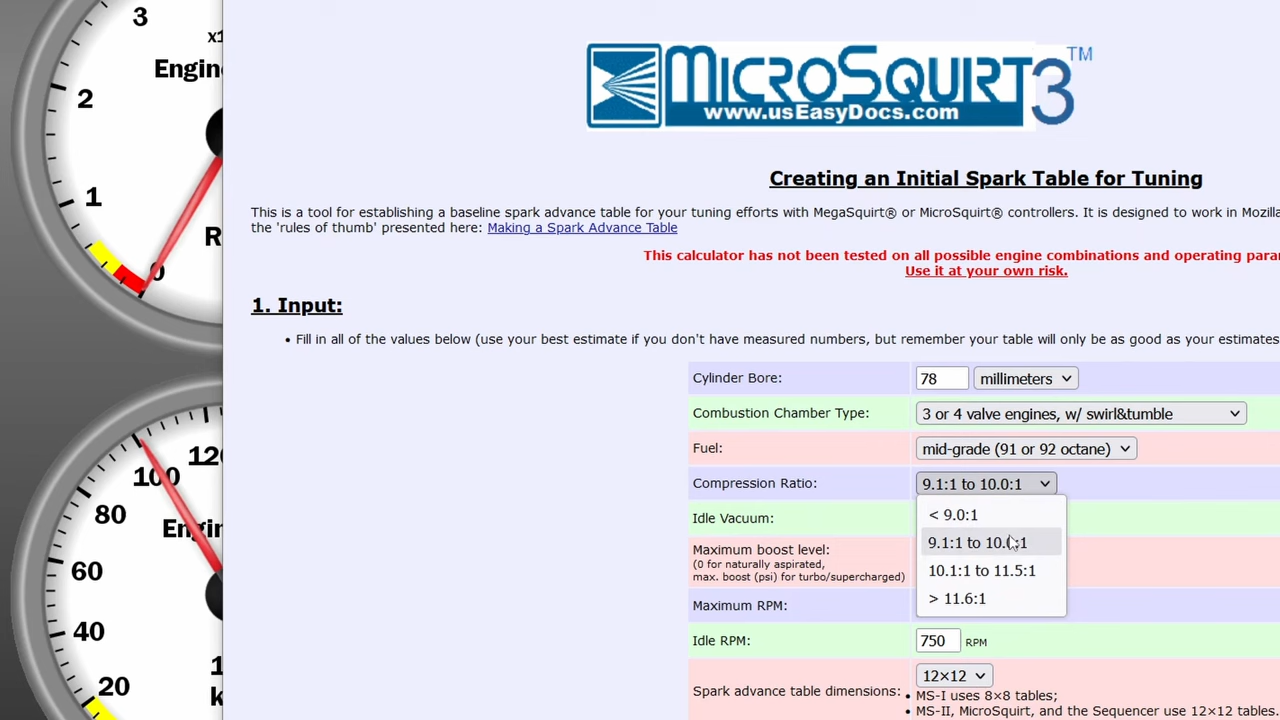 3
x1
Engin
2
1
R
0
120
100
80
Engin
60
40
1
20
k
MICROSQUIRT3™
www.usEasyDocs.com
Creating an Initial Spark Table for Tuning
This is a tool for establishing a baseline spark advance table for your tuning efforts with MegaSquirt® or MicroSquirt® controllers. It is designed to work in Mozilla
the 'rules of thumb' presented here: Making a Spark Advance Table
This calculator has not been tested on all possible engine combinations and operating para
Use it at your own risk.
1. Input:
• Fill in all of the values below (use your best estimate if you don't have measured numbers, but remember your table will only be as good as your estimates
Cylinder Bore: 78 millimeters
Combustion Chamber Type: 3 or 4 valve engines, w/ swirl&tumble
Fuel: mid-grade (91 or 92 octane)
Compression Ratio: 9.1:1 to 10.0:1
< 9.0:1
9.1:1 to 10.0:1
10.1:1 to 11.5:1
> 11.6:1
Idle Vacuum:
Maximum boost level:
(0 for naturally aspirated,
max. boost (psi) for turbo/supercharged)
Maximum RPM:
Idle RPM: 750 RPM
Spark advance table dimensions: 12×12
• MS-I uses 8×8 tables;
• MS-II, MicroSquirt, and the Sequencer use 12×12 tables.